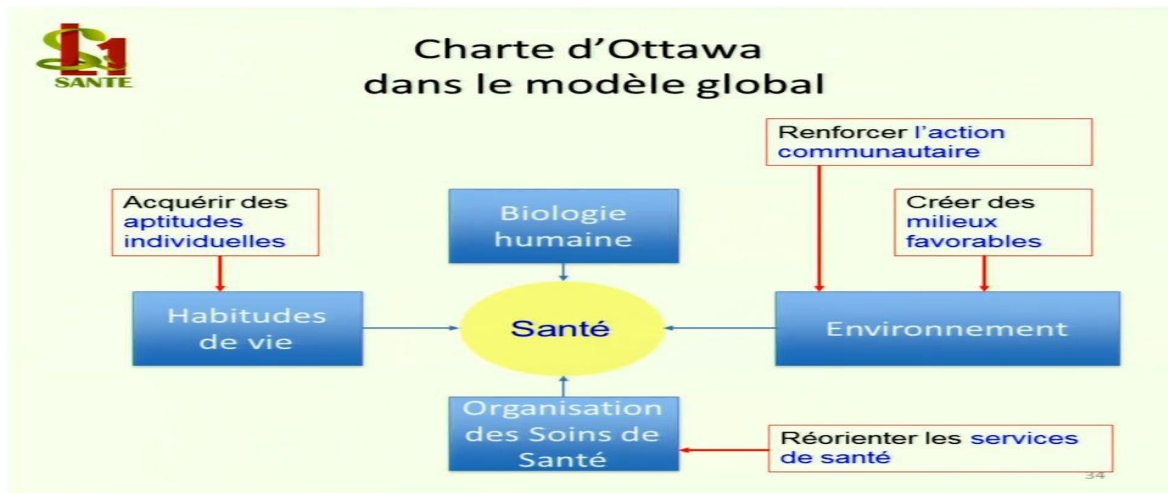 LS1
SANTE
Charte d'Ottawa
dans le modèle global
Renforcer l'action
communautaire
Acquérir des
aptitudes
individuelles
Biologie
humaine
Créer des
milieux
favorables
Habitudes
de vie
Santé
Environnement
Organisation
des Soins de
Santé
Réorienter les services
de santé
34